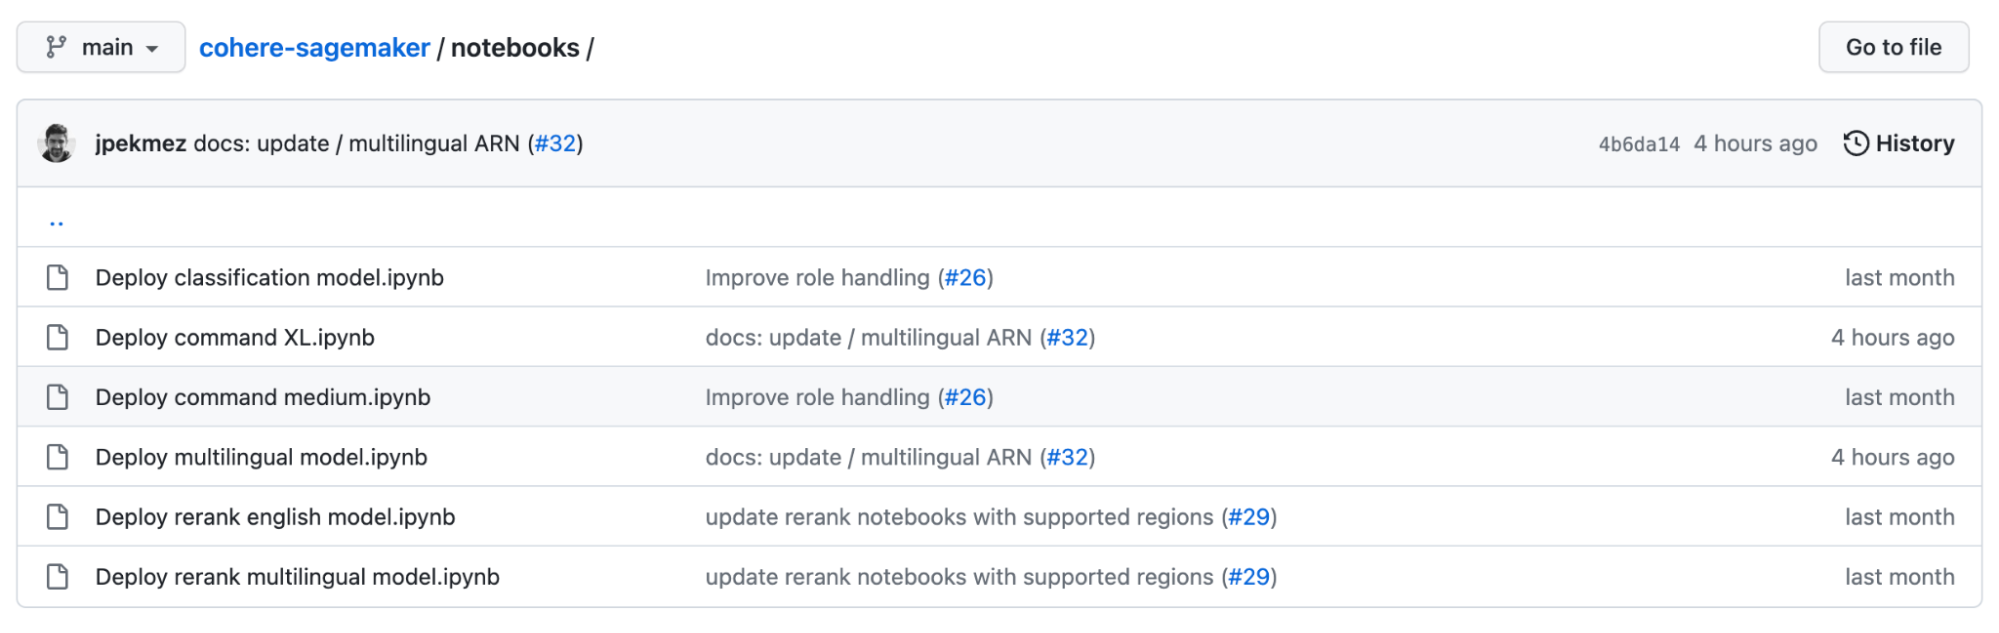 main cohere-sagemaker / notebooks / Go to file
jpekmez docs: update / multilingual ARN (#32) 4b6da14 4 hours ago History
..
Deploy classification model.ipynb Improve role handling (#26) last month
Deploy command XL.ipynb docs: update / multilingual ARN (#32) 4 hours ago
Deploy command medium.ipynb Improve role handling (#26) last month
Deploy multilingual model.ipynb docs: update / multilingual ARN (#32) 4 hours ago
Deploy rerank english model.ipynb update rerank notebooks with supported regions (#29) last month
Deploy rerank multilingual model.ipynb update rerank notebooks with supported regions (#29) last month